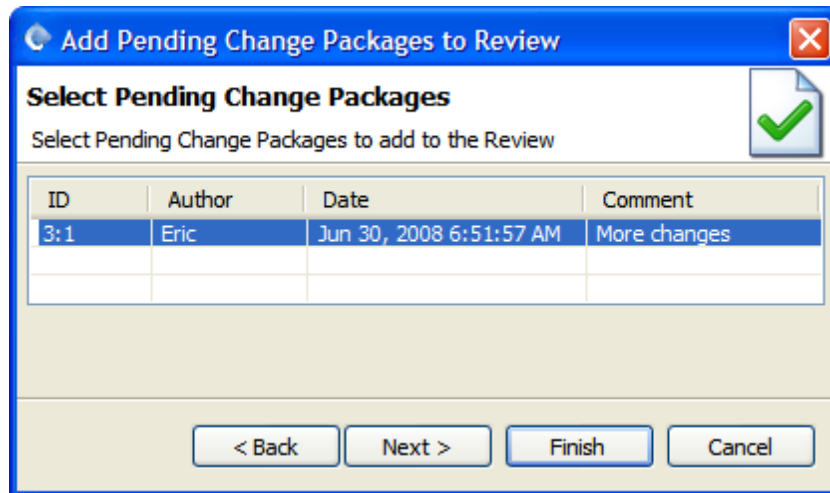 Add Pending Change Packages to Review
Select Pending Change Packages
Select Pending Change Packages to add to the Review
ID Author Date Comment
3:1 Eric Jun 30, 2008 6:51:57 AM More changes
< Back Next > Finish Cancel